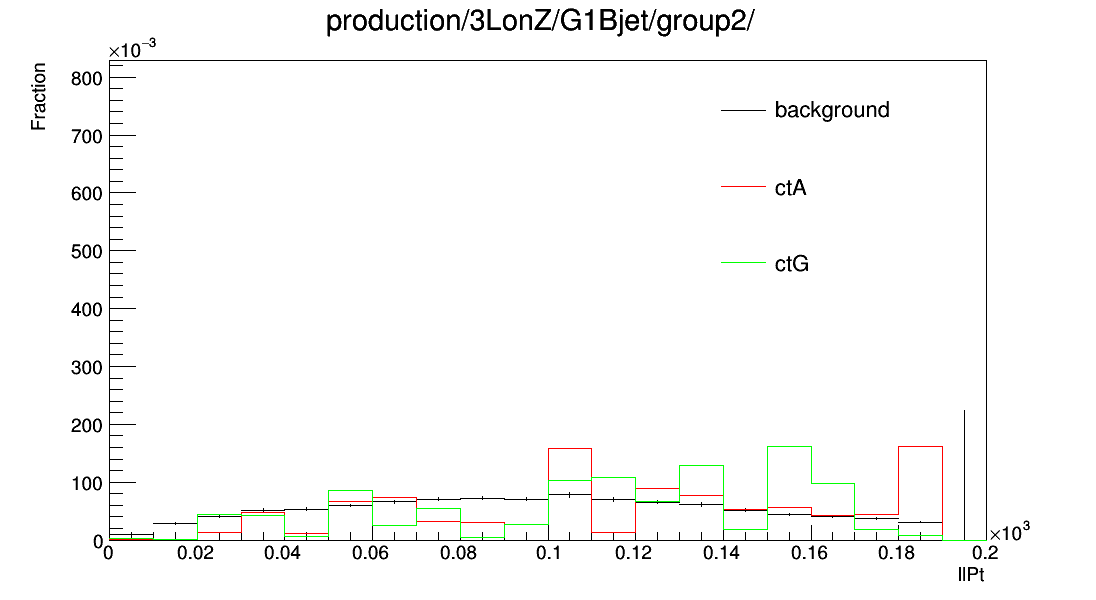 production/3LonZ/G1Bjet/group2/
×10⁻³
Fraction
800
700
600
500
400
300
200
100
0
background
ctA
ctG
0 0.02 0.04 0.06 0.08 0.1 0.12 0.14 0.16 0.18 0.2
×10³
llPt